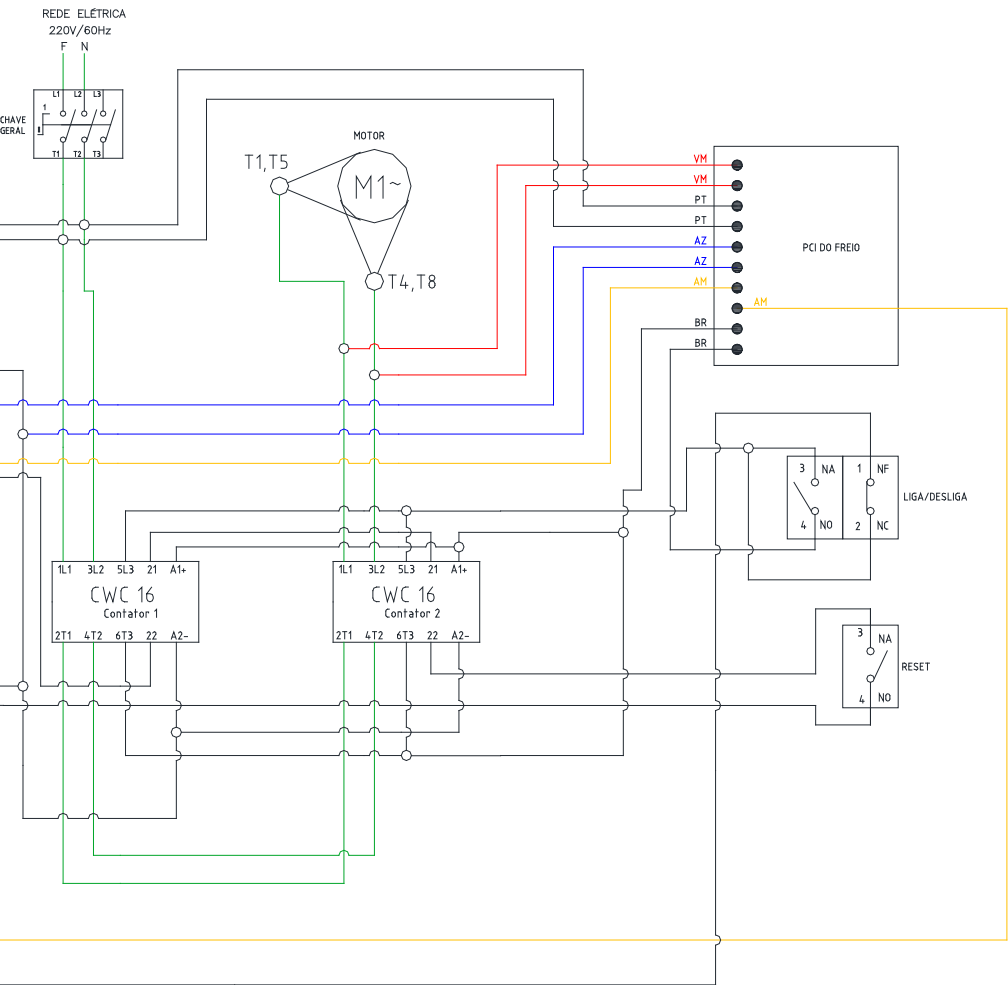 REDE ELÉTRICA
220V/60Hz
F N
L1 L2 L3
CHAVE
GERAL
1
T1 T2 T3
MOTOR
T1,T5
M1~
T4,T8
VM
VM
PT
PT
AZ
AZ
AM
AM
BR
BR
PCI DO FREIO
3 NA
4 NO
1 NF
2 NC
LIGA/DESLIGA
1L1 3L2 5L3 21 A1+
CWC 16
Contator 1
2T1 4T2 6T3 22 A2-
1L1 3L2 5L3 21 A1+
CWC 16
Contator 2
2T1 4T2 6T3 22 A2-
3 NA
4 NO
RESET